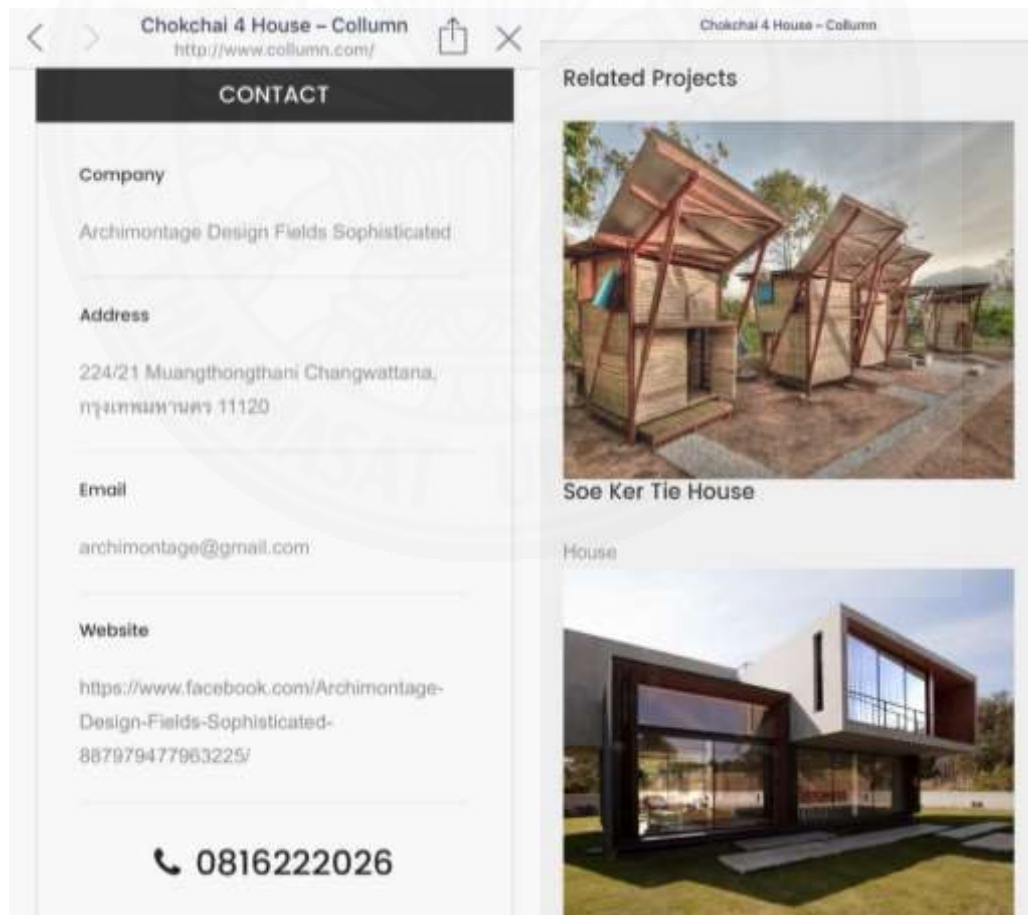 Chokchai 4 House – Collumn
http://www.collumn.com/
CONTACT
Company
Archimontage Design Fields Sophisticated
Address
224/21 Muangthongthani Changwattana,
กรุงเทพมหานคร 11120
Email
archimontage@gmail.com
Website
https://www.facebook.com/Archimontage-
Design-Fields-Sophisticated-
887979477963225/
0816222026
Chokchai 4 House – Collumn
Related Projects
Soe Ker Tie House
House